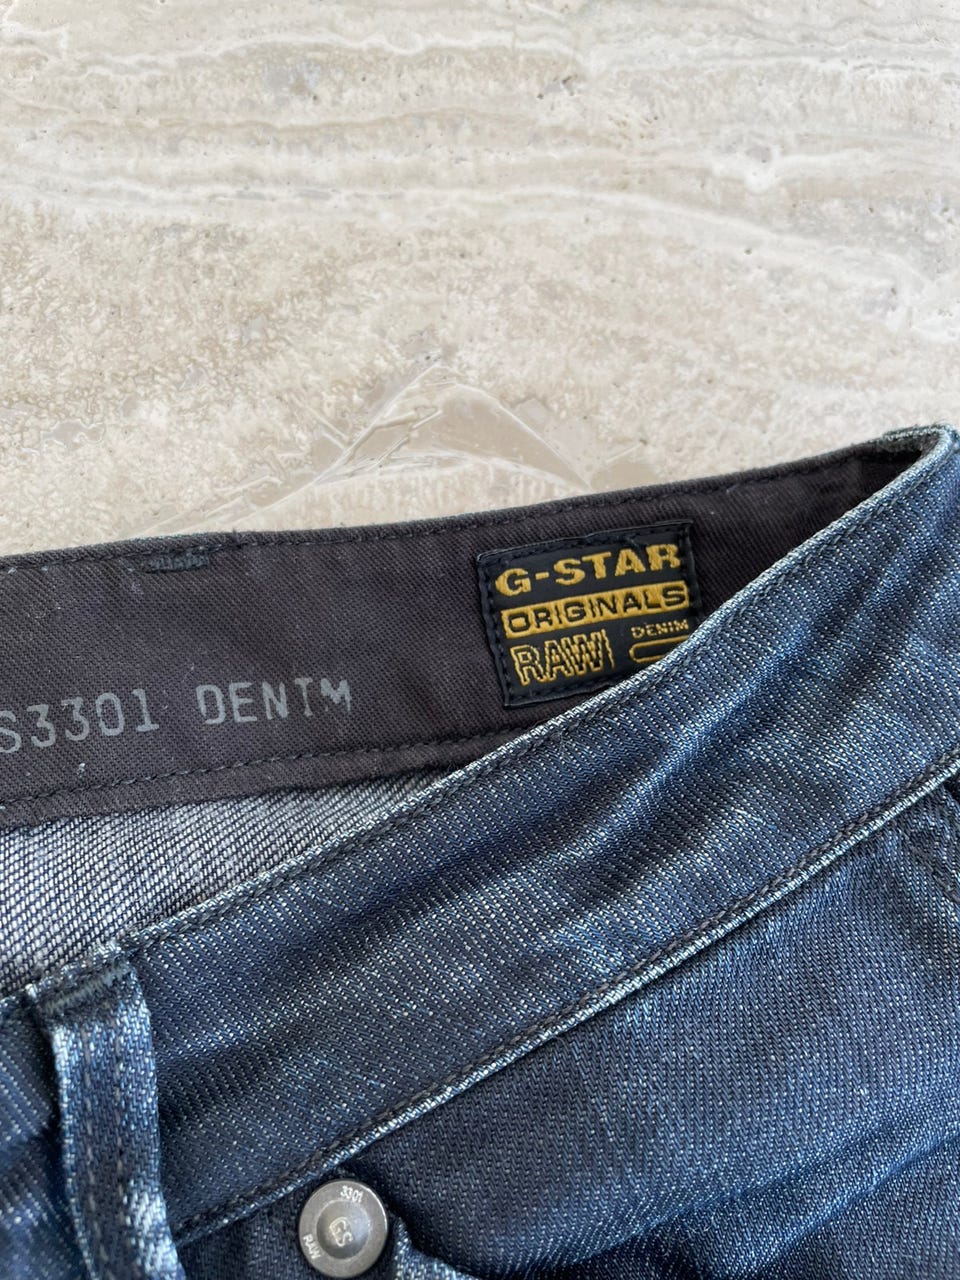 G-STAR
ORIGINALS
RAW DENIM
S3301 DENIM
3301
GS
RAW